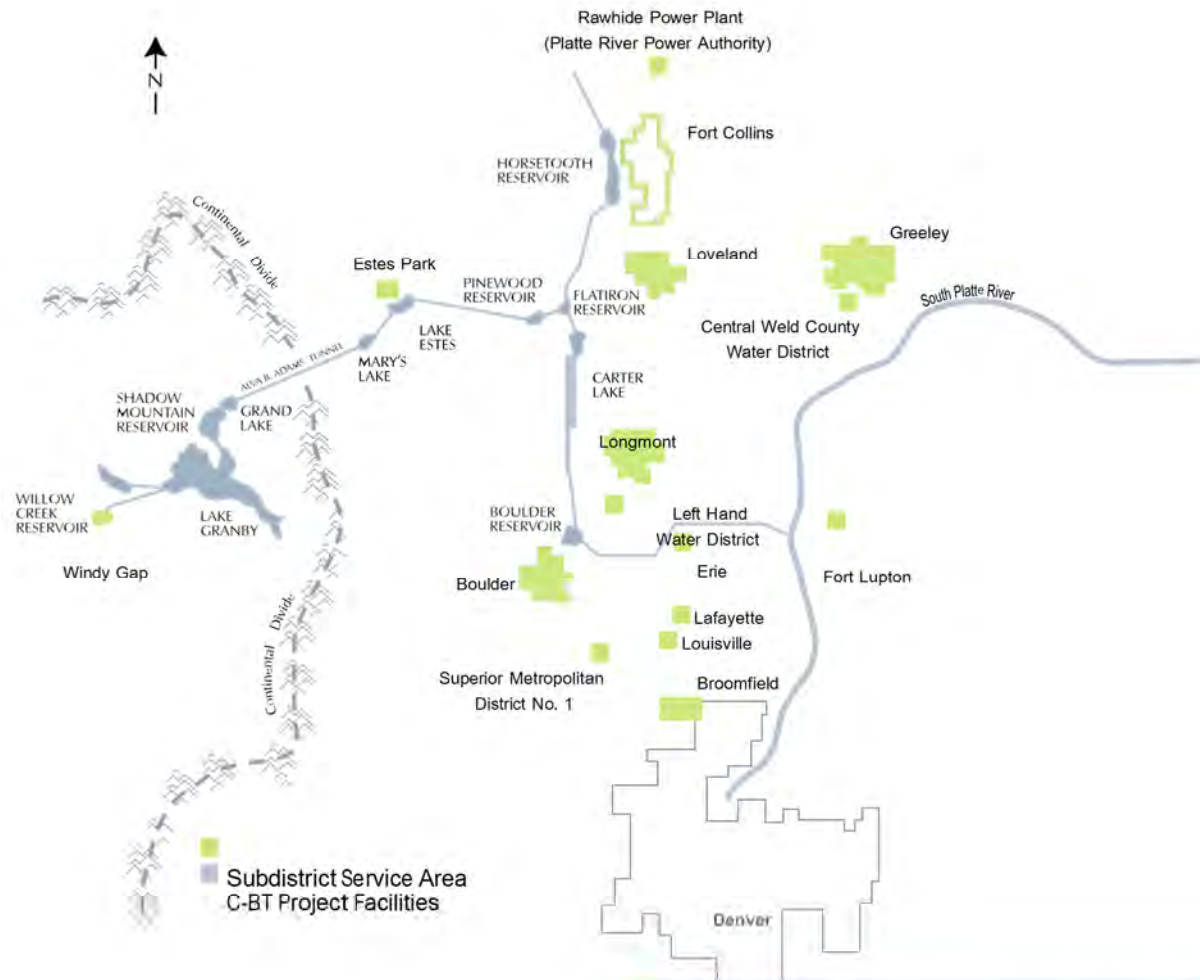 Rawhide Power Plant
(Platte River Power Authority)
N
Fort Collins
HORSETOOTH
RESERVOIR
Continental Divide
Greeley
Loveland
Estes Park
PINEWOOD
RESERVOIR
FLATIRON
RESERVOIR
South Platte River
Central Weld County
Water District
LAKE
ESTES
ALVA B. ADAMS TUNNEL
MARY'S
LAKE
CARTER
LAKE
SHADOW
MOUNTAIN
RESERVOIR
GRAND
LAKE
Longmont
WILLOW
CREEK
RESERVOIR
LAKE
GRANBY
BOULDER
RESERVOIR
Left Hand
Water District
Windy Gap
Boulder
Erie
Fort Lupton
Continental Divide
Lafayette
Louisville
Superior Metropolitan
District No. 1
Broomfield
Subdistrict Service Area
C-BT Project Facilities
Denver